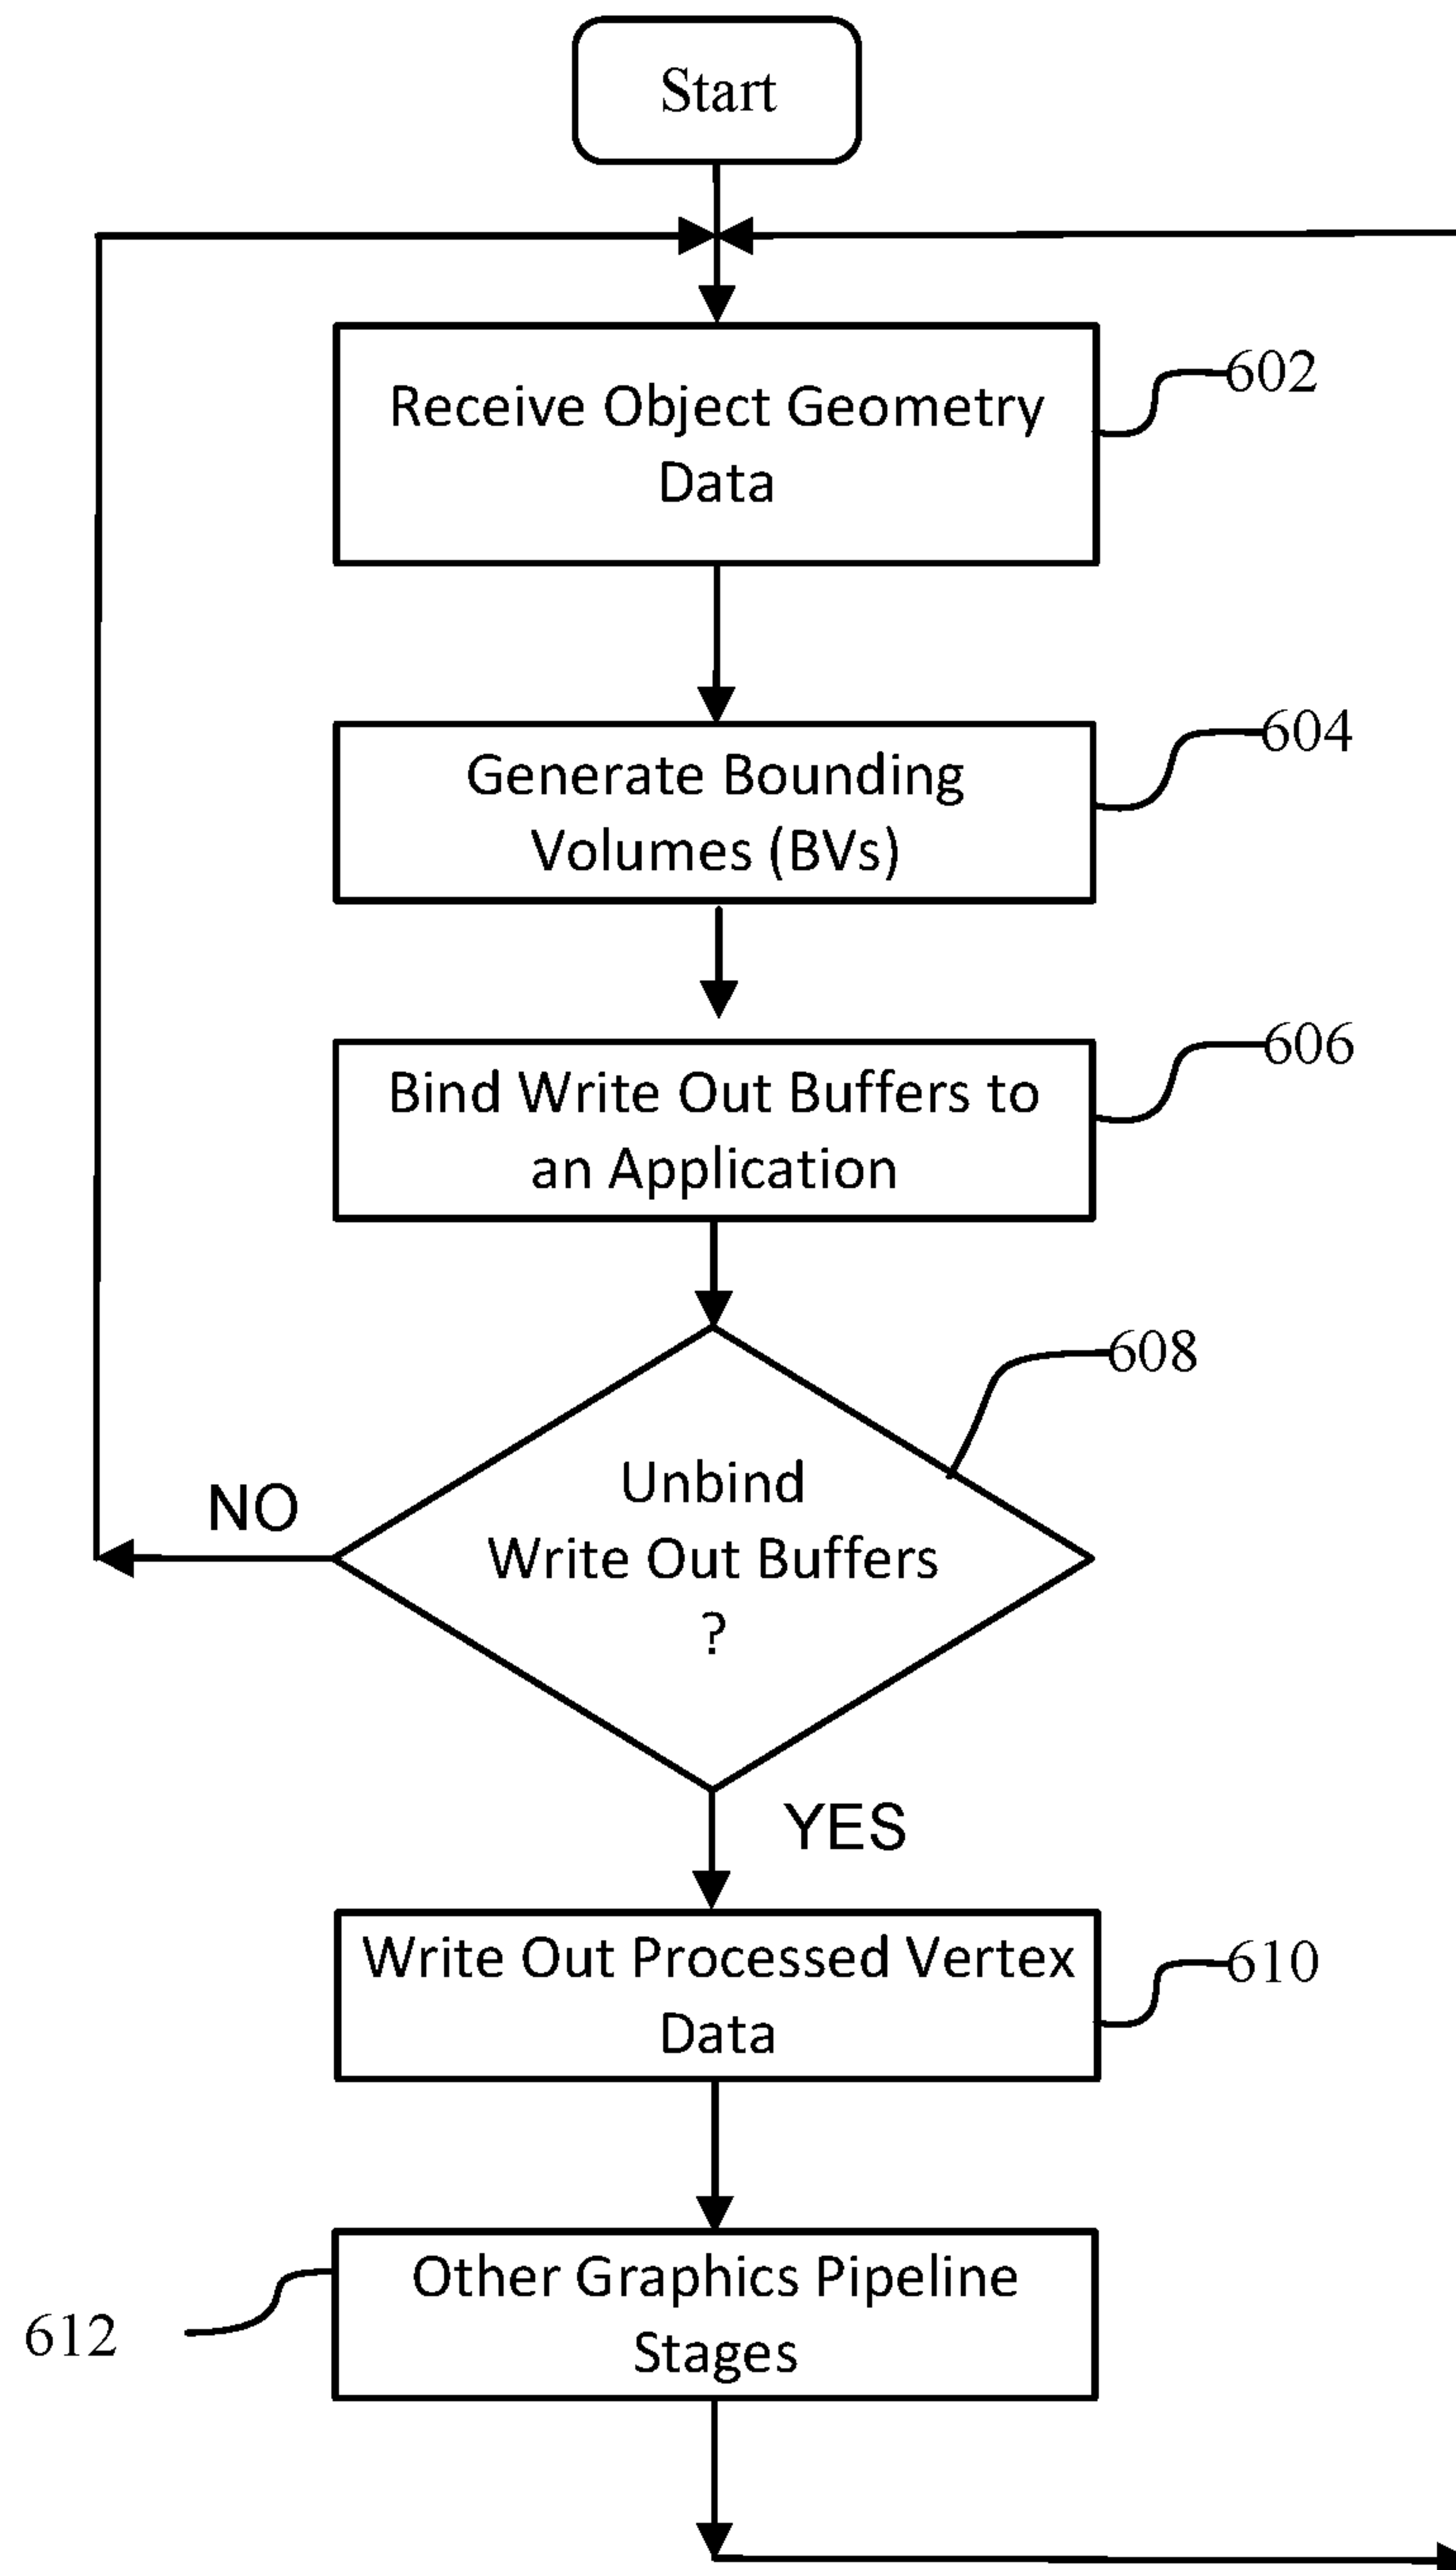 Start
602
Receive Object Geometry
Data
604
Generate Bounding
Volumes (BVs)
606
Bind Write Out Buffers to
an Application
608
Unbind
Write Out Buffers
?
NO
YES
Write Out Processed Vertex
Data
610
Other Graphics Pipeline
Stages
612